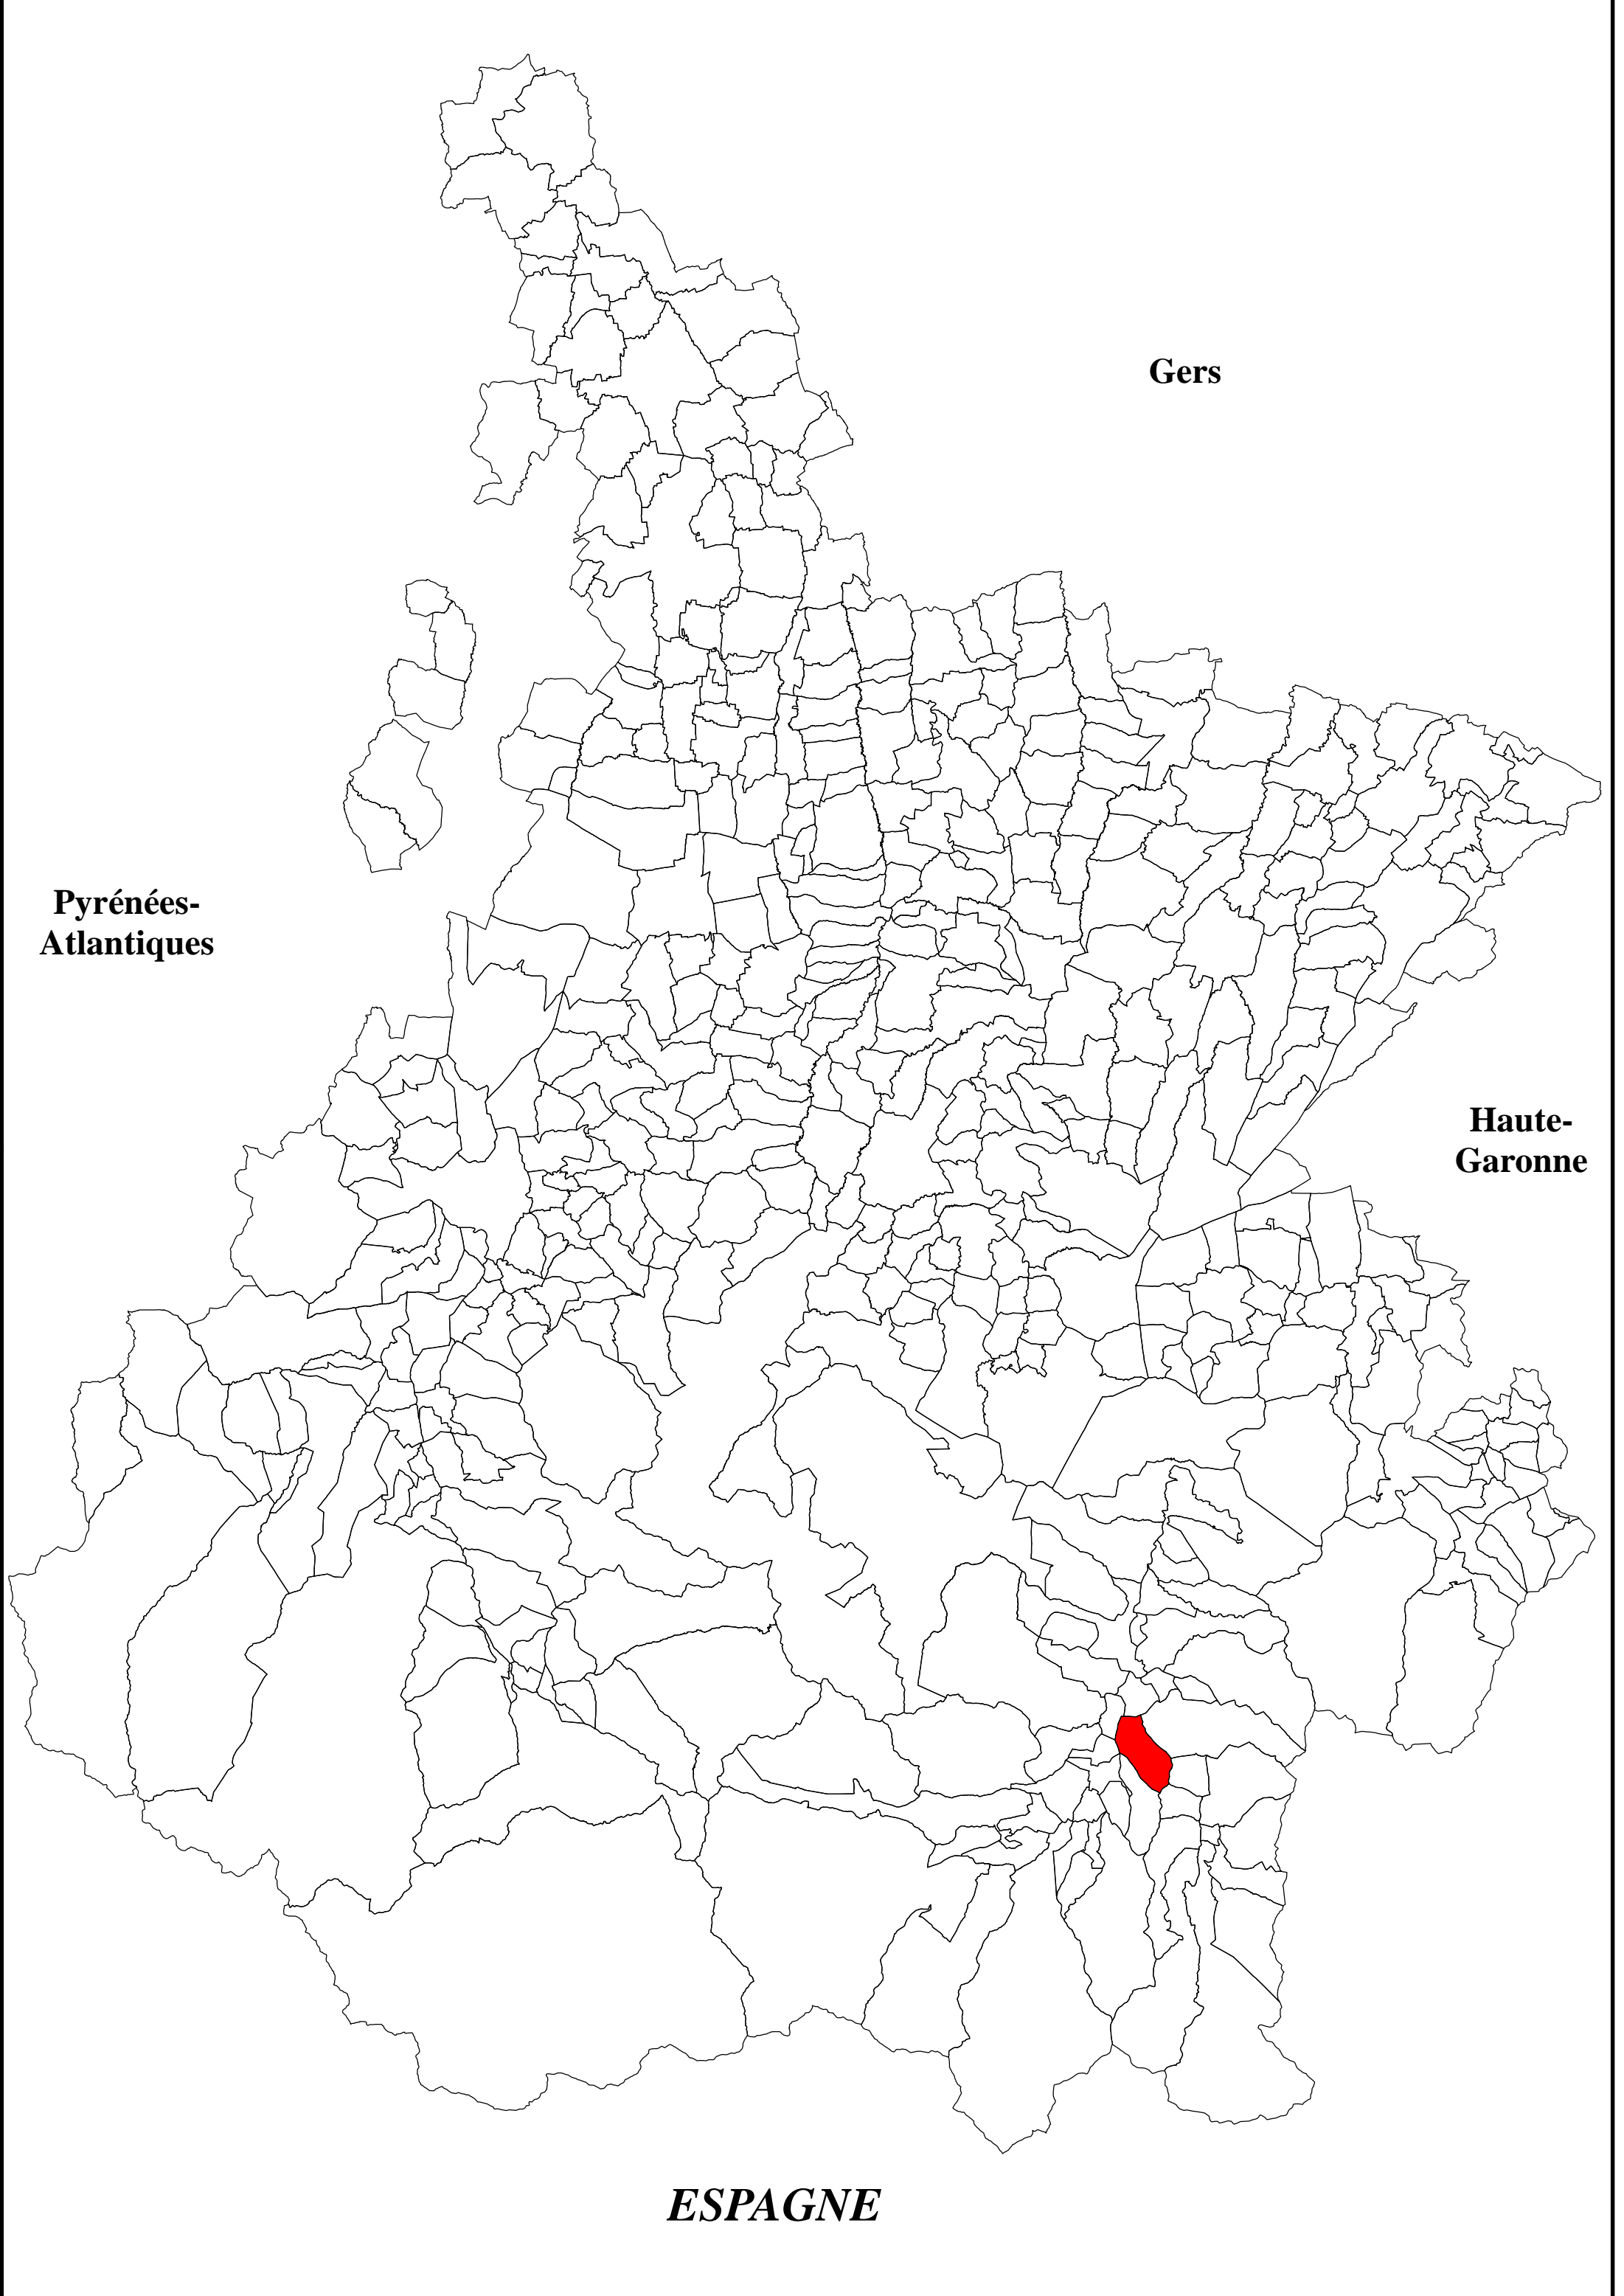 Gers
Pyrénées-
Atlantiques
Haute-
Garonne
ESPAGNE